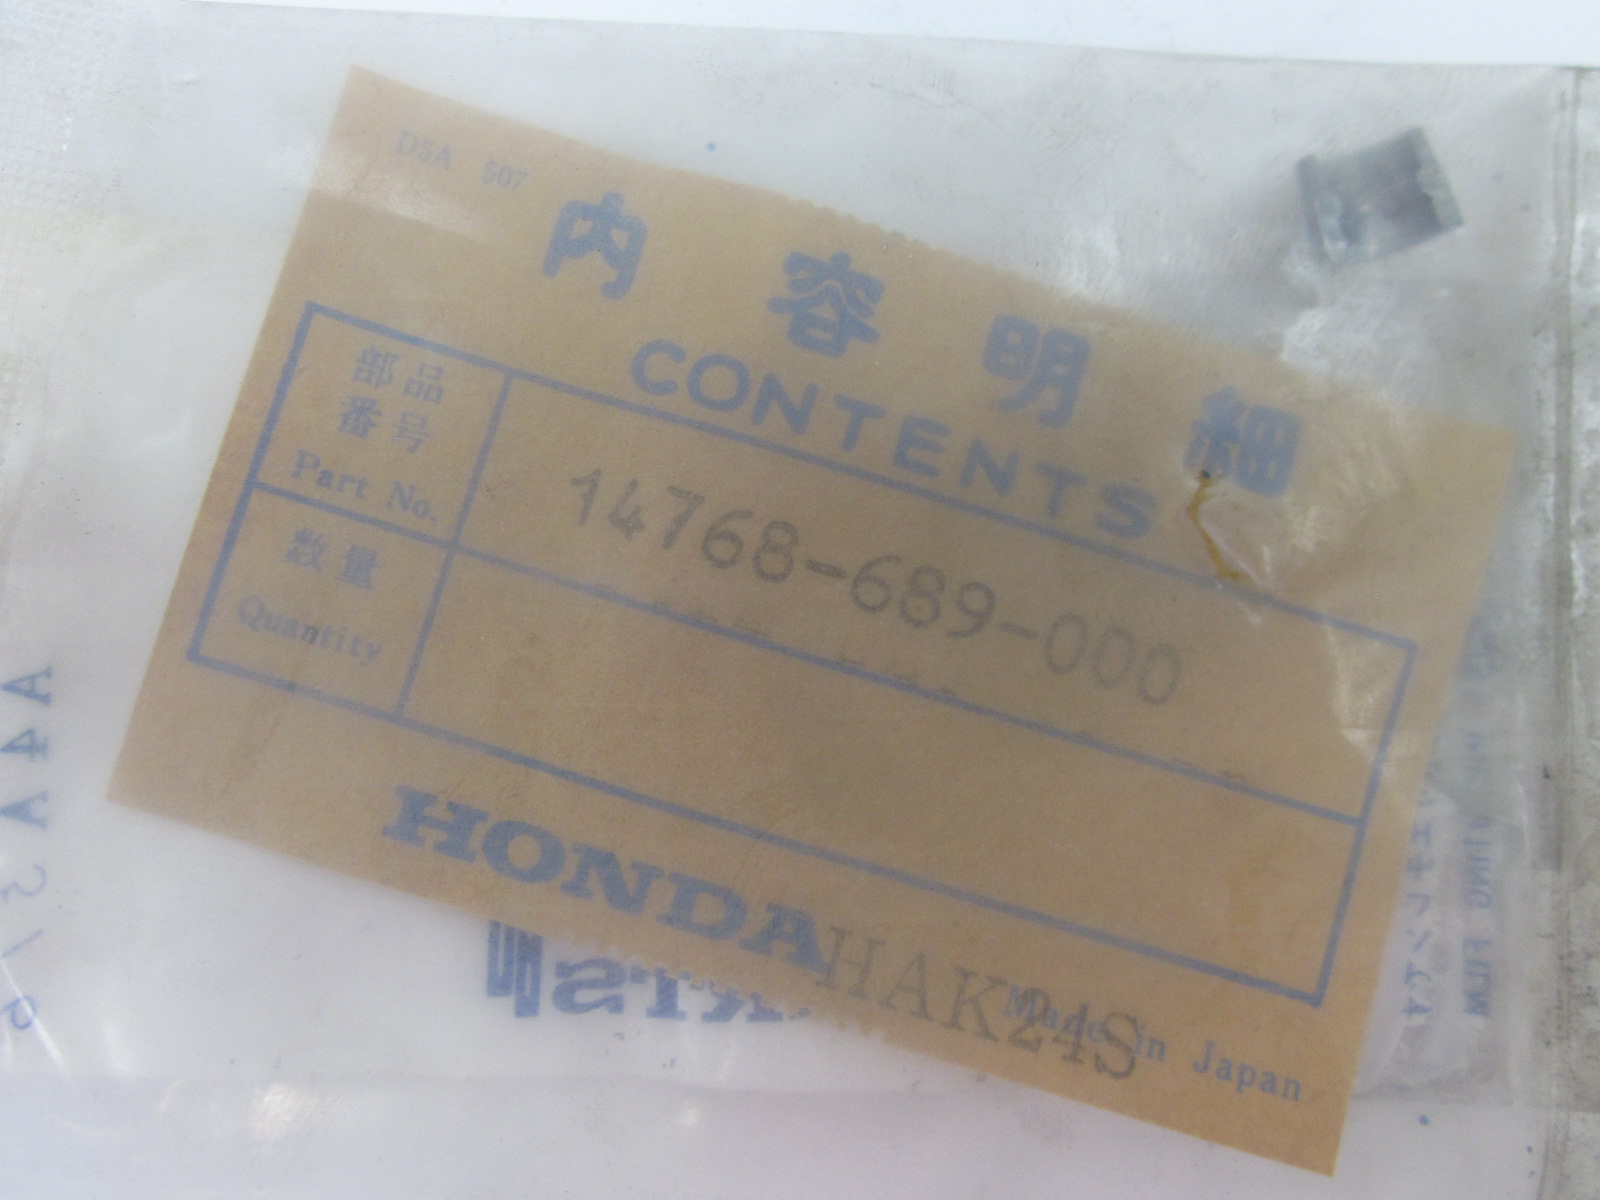 D5A 507
内容明細
CONTENTS
部品
番号
Part No.
14768-689-000
数量
Quantity
HONDA
HAK24S
Made in Japan
A4A